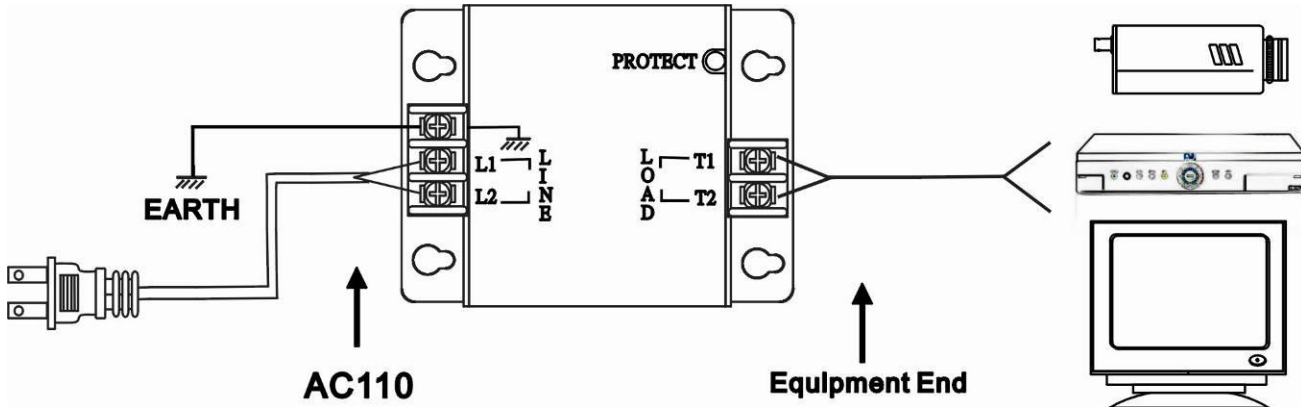 PROTECT
L1
LINE
L2
LOAD
T1
T2
EARTH
AC110
Equipment End